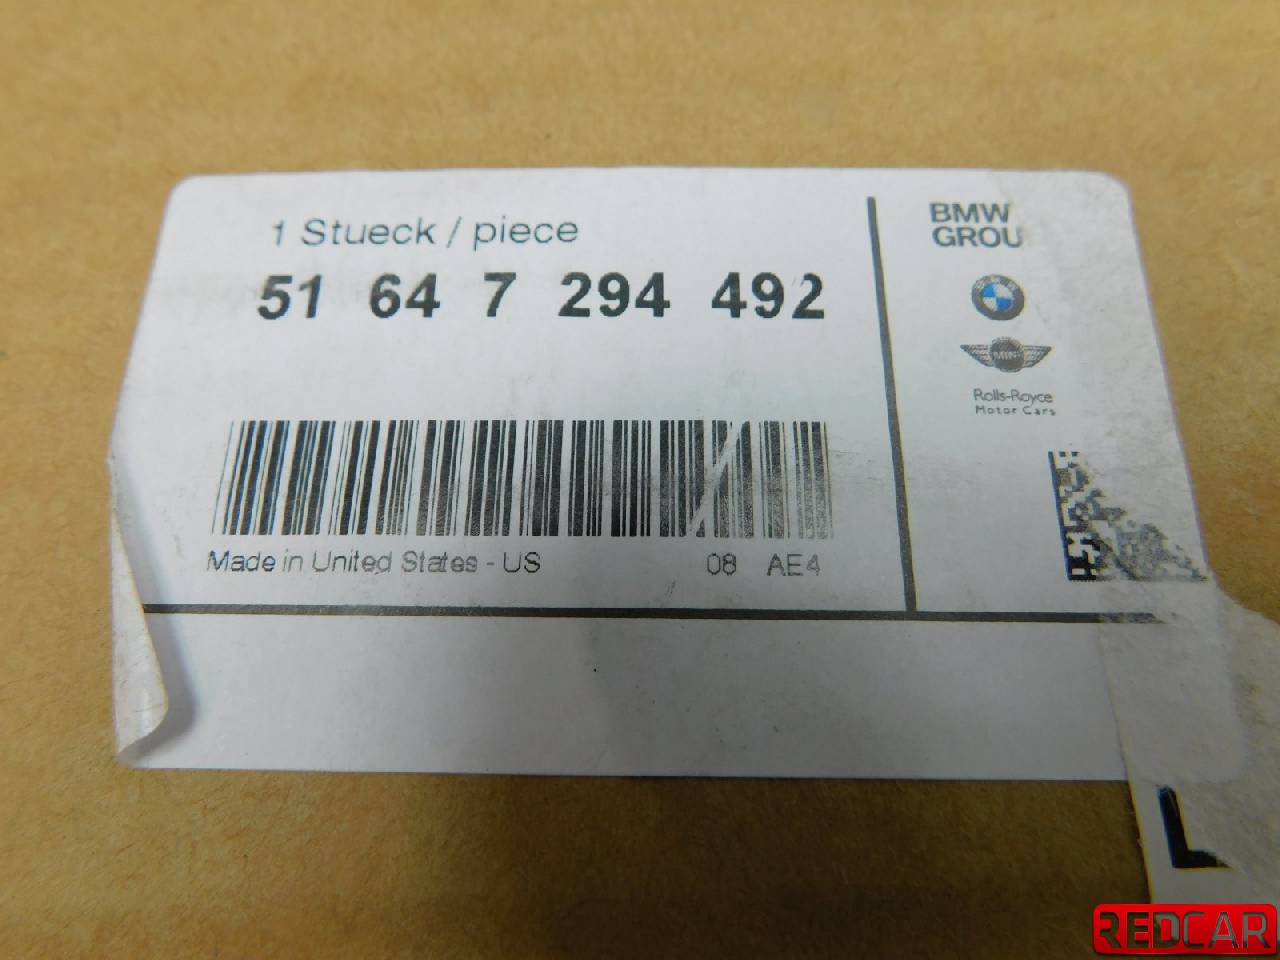 1 Stueck / piece
51 64 7 294 492
BMW
GROU
MINI
Rolls-Royce
Motor Cars
Made in United States - US
08 AE4
L
REDCAR